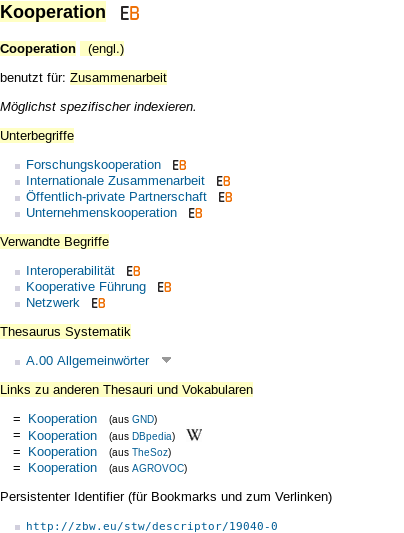 Kooperation EB
Cooperation (engl.)
benutzt für: Zusammenarbeit
Möglichst spezifischer indexieren.
Unterbegriffe
Forschungskooperation EB
Internationale Zusammenarbeit EB
Öffentlich-private Partnerschaft EB
Unternehmenskooperation EB
Verwandte Begriffe
Interoperabilität EB
Kooperative Führung EB
Netzwerk EB
Thesaurus Systematik
A.00 Allgemeinwörter
Links zu anderen Thesauri und Vokabularen
= Kooperation (aus GND)
= Kooperation (aus DBpedia) W
= Kooperation (aus TheSoz)
= Kooperation (aus AGROVOC)
Persistenter Identifier (für Bookmarks und zum Verlinken)
http://zbw.eu/stw/descriptor/19040-0